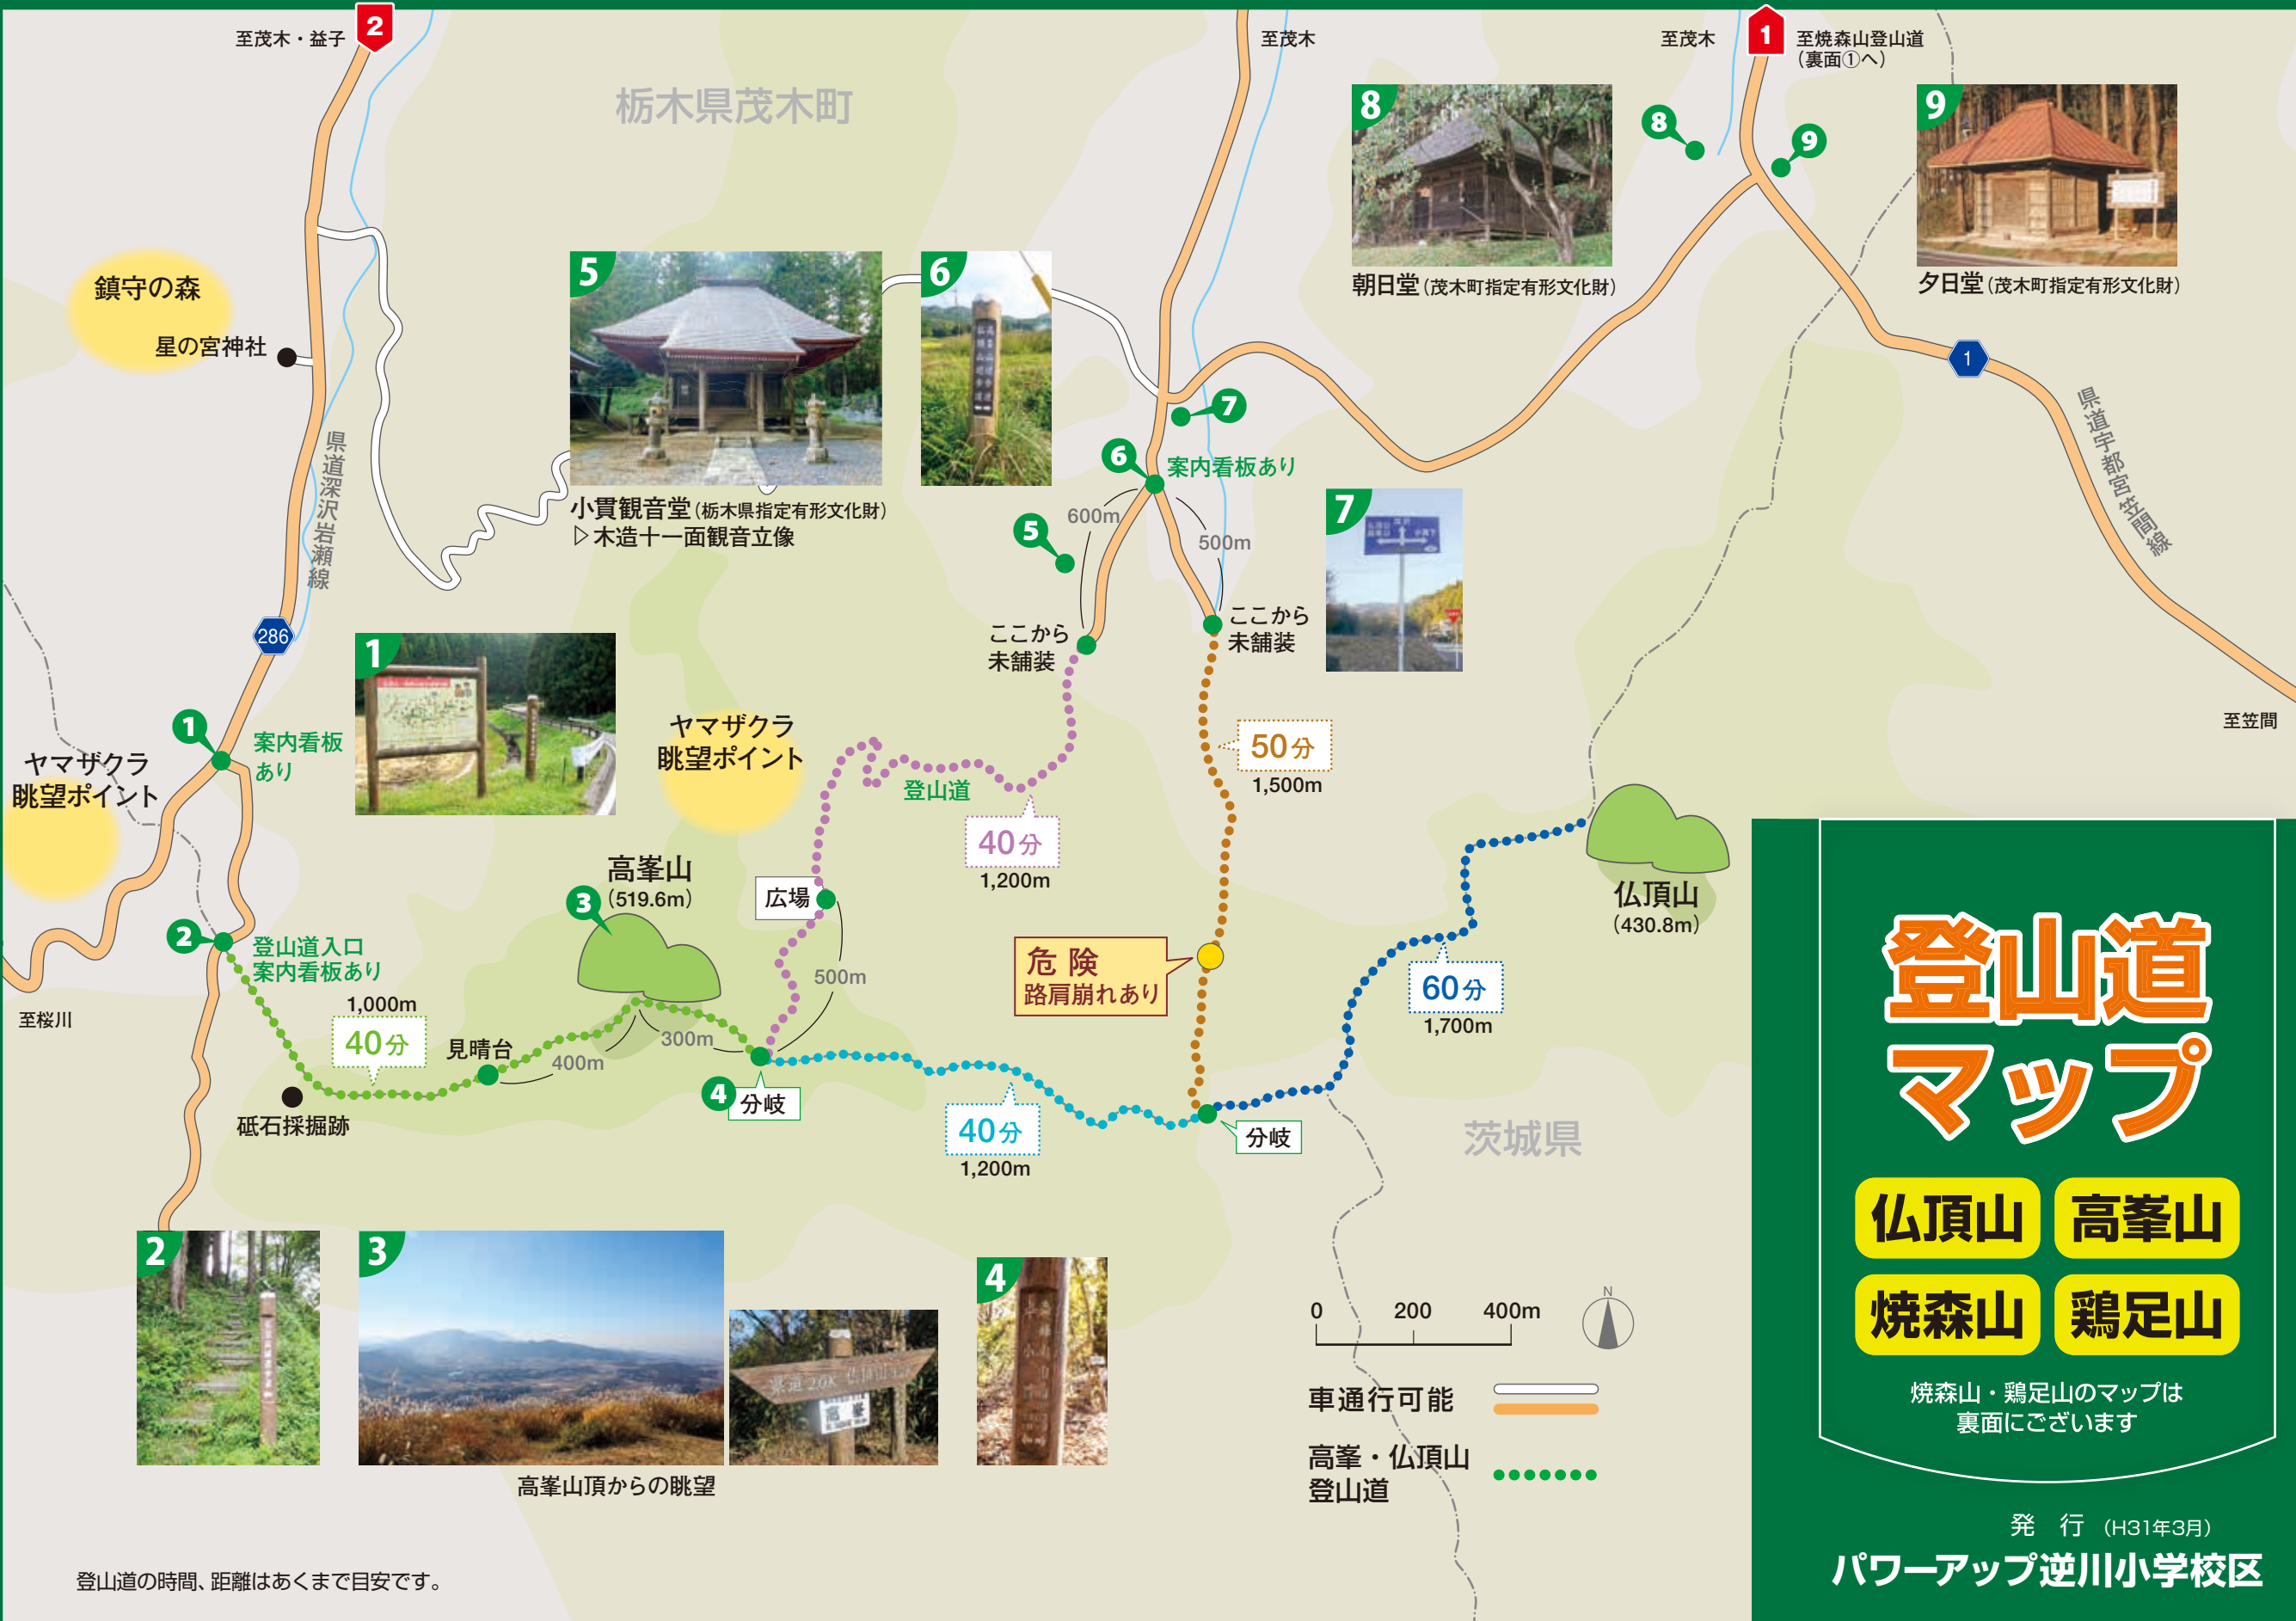 2
至茂木・益子
栃木県茂木町
至茂木
至茂木
1
至焼森山登山道
（裏面①へ）
8
8
9
9
朝日堂（茂木町指定有形文化財）
夕日堂（茂木町指定有形文化財）
鎮守の森
星の宮神社
5
6
小貫観音堂（栃木県指定有形文化財）
▷木造十一面観音立像
7
6
案内看板あり
600m
500m
5
7
1
県道宇都宮笠間線
県道深沢岩瀬線
286
ここから
未舗装
ここから
未舗装
至笠間
1
1
案内看板
あり
ヤマザクラ
眺望ポイント
ヤマザクラ
眺望ポイント
登山道
40分
1,200m
50分
1,500m
高峯山
（519.6m）
3
広場
500m
仏頂山
（430.8m）
危険
路肩崩れあり
60分
1,700m
2
登山道入口
案内看板あり
至桜川
1,000m
40分
見晴台
400m
300m
砥石採掘跡
4
分岐
40分
1,200m
分岐
茨城県
2
3
県道2.0K
仏頂山
高峯
4
高峯山頂からの眺望
0 200 400m
N
車通行可能
高峯・仏頂山
登山道
登山道の時間、距離はあくまで目安です。
登山道
マップ
仏頂山 高峯山
焼森山 鶏足山
焼森山・鶏足山のマップは
裏面にございます
発 行 （H31年3月）
パワーアップ逆川小学校区